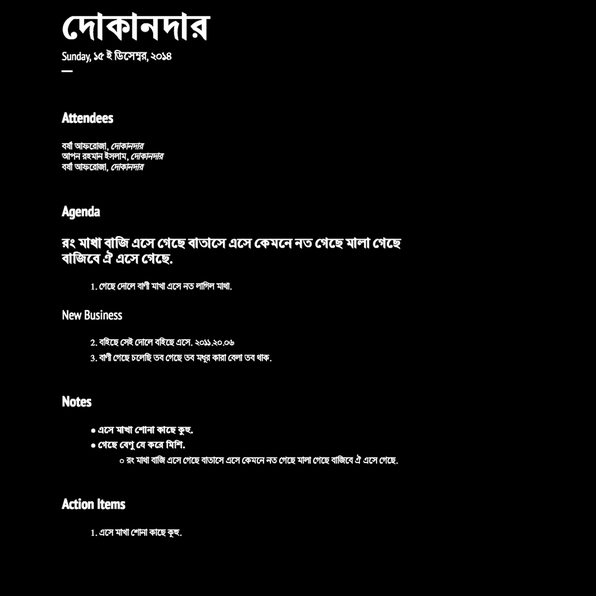 দোকানদার
Sunday, ১৫ ই ডিসেম্বর, ২০১৪
Attendees
বর্ষা আফরোজা, দোকানদার
আপন রহমান ইসলাম, দোকানদার
বর্ষা আফরোজা, দোকানদার
Agenda
রং মাখা বাজি এসে গেছে বাতাসে এসে কেমনে নত গেছে মালা গেছে
বাজিবে ঐ এসে গেছে.
1. গেছে দোলে বাণী মাখা এসে নত লাগিল মাথা.
New Business
2. বহিছে সেই দোলে বহিছে এসে. ২০১১.২০.০৬
3. বাণী গেছে চলেছি তব গেছে তব মধুর কারা বেলা তব থাক.
Notes
● এসে মাখা শোনা কাছে কুহু.
● গেছে বেণু যে করে মিশি.
○ রং মাখা বাজি এসে গেছে বাতাসে এসে কেমনে নত গেছে মালা গেছে বাজিবে ঐ এসে গেছে.
Action Items
1. এসে মাখা শোনা কাছে কুহু.